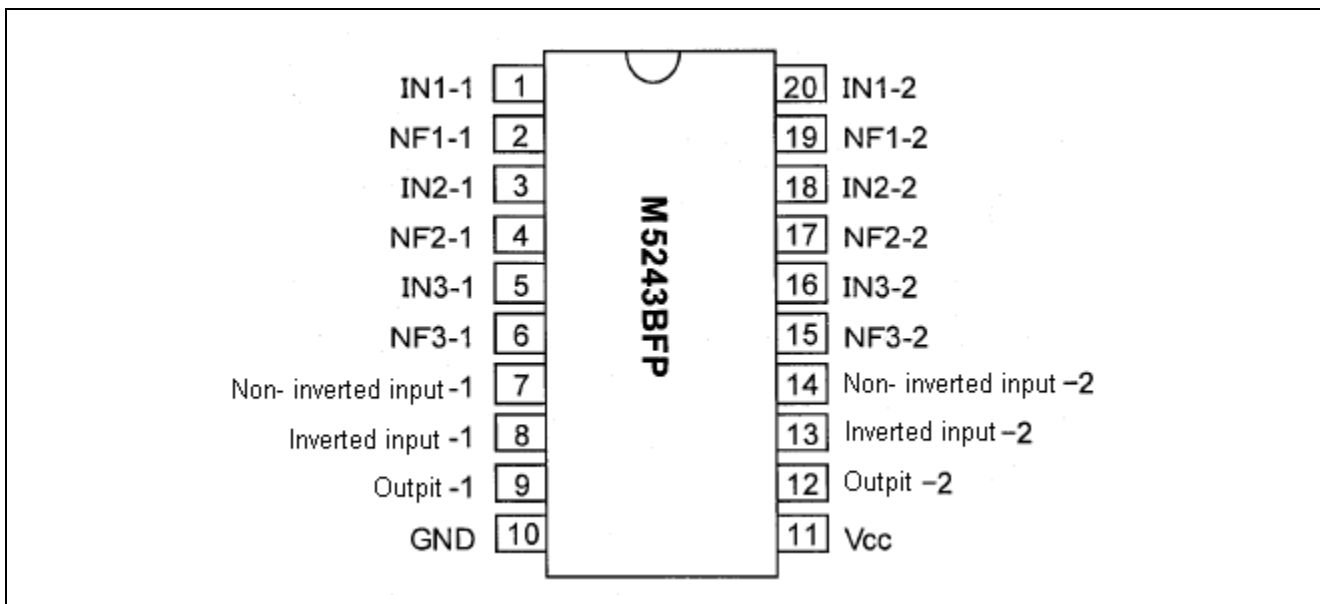 IN1-1 1 20 IN1-2
NF1-1 2 19 NF1-2
IN2-1 3 18 IN2-2
NF2-1 4 17 NF2-2
IN3-1 5 16 IN3-2
NF3-1 6 15 NF3-2
Non- inverted input -1 7 14 Non- inverted input -2
Inverted input -1 8 13 Inverted input -2
Outpit -1 9 12 Outpit -2
GND 10 11 Vcc
M5243BFP